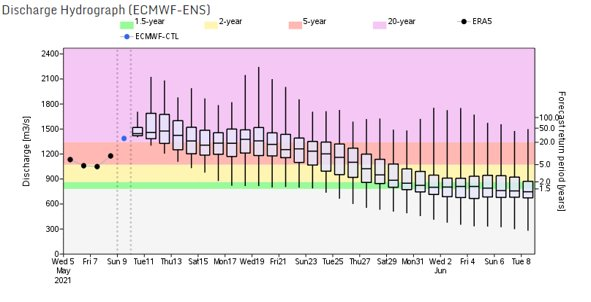 Discharge Hydrograph (ECMWF-ENS)
1.5-year 2-year 5-year 20-year ERA5
ECMWF-CTL
Discharge [m3/s]
2400
2100
1800
1500
1200
900
600
300
0
100.0
50.0
20.0
5.0
2.0
1.5
Forecast return period [years]
Wed 5 Fri 7 Sun 9 Tue11 Thu13 Sat15 Mon17 Wed19 Fri21 Sun23 Tue25 Thu27 Sat29 Mon31 Wed 2 Fri 4 Sun 6 Tue 8
May Jun
2021